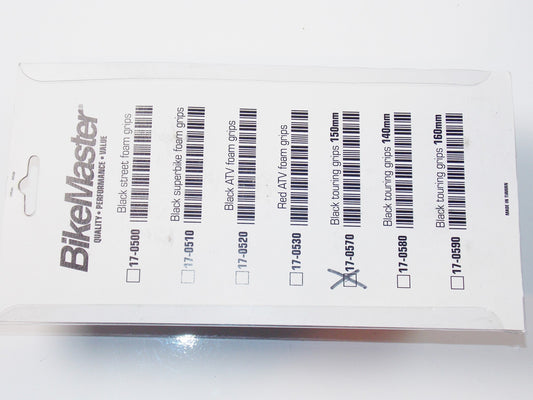 BikeMaster®
QUALITY • PERFORMANCE • VALUE
Black street foam grips
17-0500
Black superbike foam grips
17-0510
Black ATV foam grips
17-0520
Red ATV foam grips
17-0530
Black touring grips 150mm
17-0570
Black touring grips 140mm
17-0580
Black touring grips 160mm
17-0590
MADE IN TAIWAN